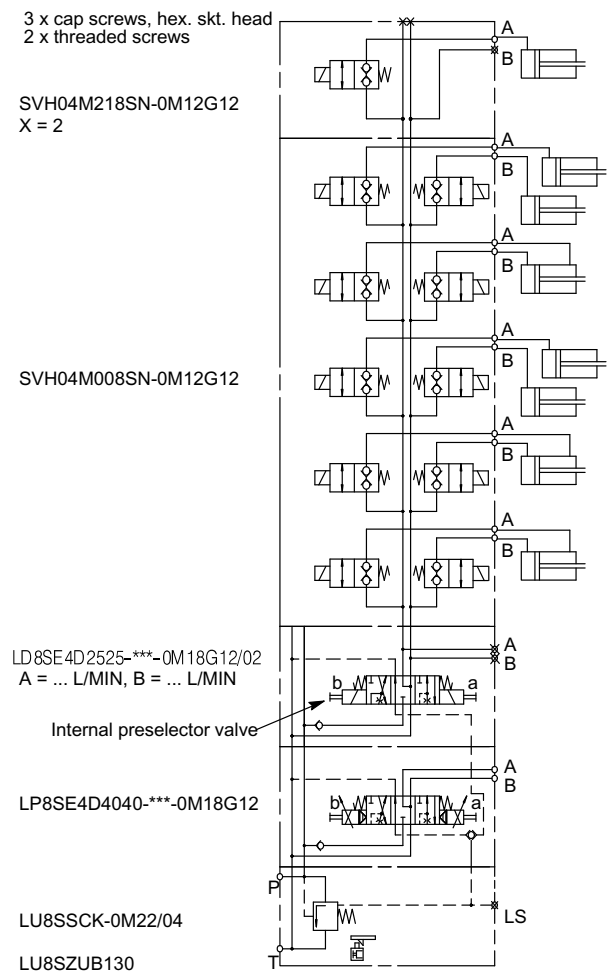 3 x cap screws, hex. skt. head
2 x threaded screws
A
B
SVH04M218SN-0M12G12
X = 2
A
B
A
B
SVH04M008SN-0M12G12
A
B
A
B
A
B
LD8SE4D2525-***-0M18G12/02
A = ... L/MIN, B = ... L/MIN
A
B
b
a
Internal preselector valve
A
B
LP8SE4D4040-***-0M18G12
b
a
P
LU8SSCK-0M22/04
LS
LU8SZUB130
T